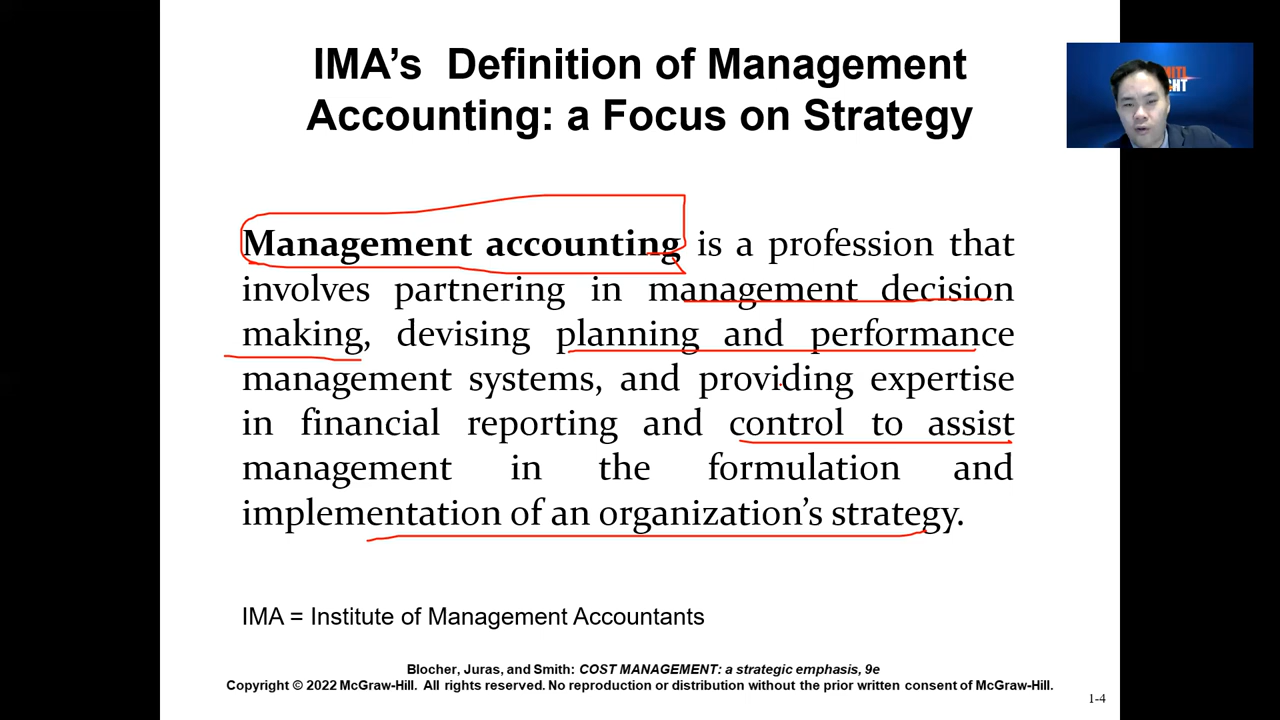 IMA’s Definition of Management
Accounting: a Focus on Strategy
Management accounting is a profession that
involves partnering in management decision
making, devising planning and performance
management systems, and providing expertise
in financial reporting and control to assist
management in the formulation and
implementation of an organization’s strategy.
IMA = Institute of Management Accountants
Blocher, Juras, and Smith: COST MANAGEMENT: a strategic emphasis, 9e
Copyright © 2022 McGraw-Hill. All rights reserved. No reproduction or distribution without the prior written consent of McGraw-Hill.
1-4